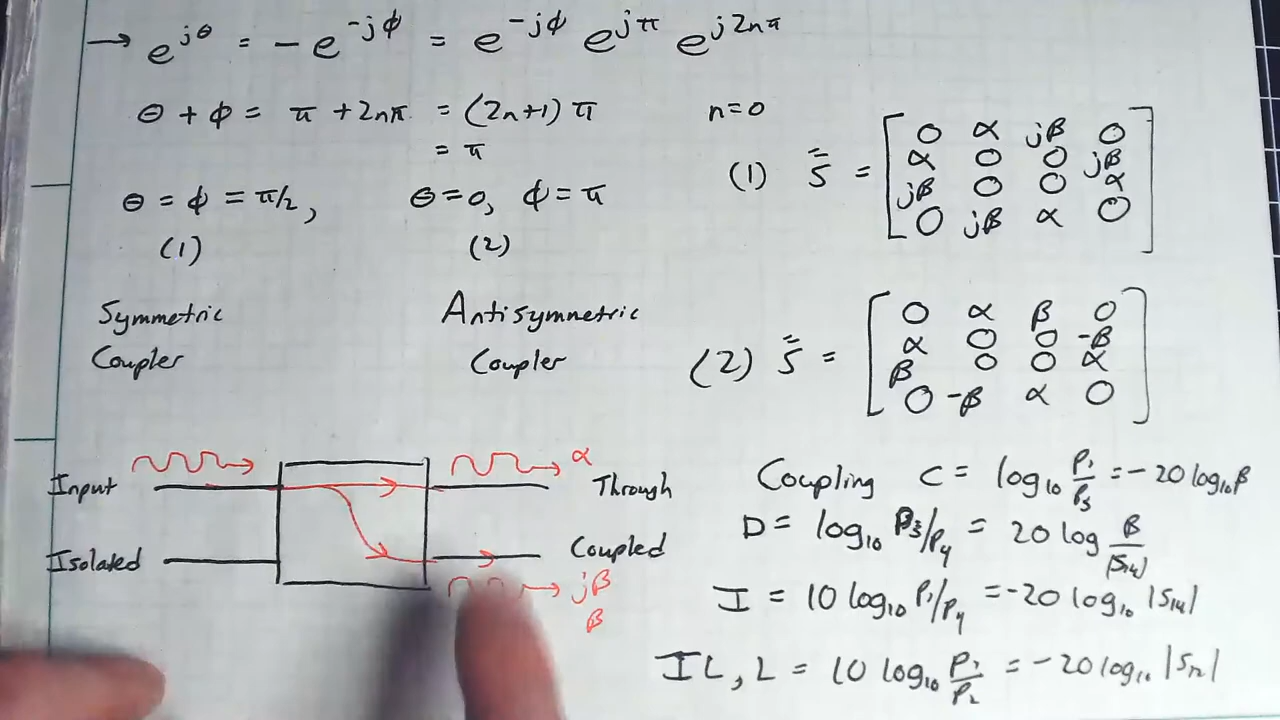 → e^{jθ} = -e^{-jϕ} = e^{-jϕ} e^{jπ} e^{j2nπ}
θ + ϕ = π + 2nπ = (2n+1) π n=0
= π
θ = ϕ = π/2, θ=0, ϕ = π
(1) (2)
Symmetric Antisymmetric
Coupler Coupler
(1) S̿ =
0 α jβ 0
α 0 0 jβ
jβ 0 0 α
0 jβ α 0
(2) S̿ =
0 α β 0
α 0 0 -β
β 0 0 α
0 -β α 0
α
Input Through
Isolated Coupled
jβ
β
Coupling C = log₁₀ P₁/P₃ = -20 log₁₀ β
D = log₁₀ P₃/P₄ = 20 log β/|S₁₄|
I = 10 log₁₀ P₁/P₄ = -20 log₁₀ |S₁₄|
IL, L = 10 log₁₀ P₁/P₂ = -20 log₁₀ |S₁₂|